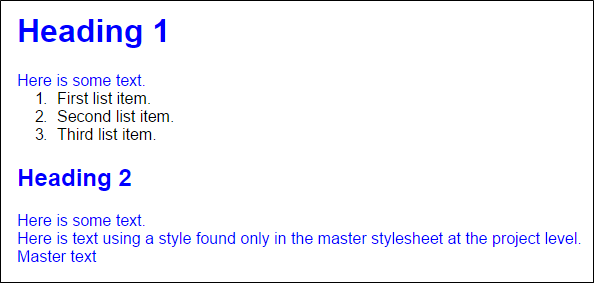 Heading 1
Here is some text.
1. First list item.
2. Second list item.
3. Third list item.
Heading 2
Here is some text.
Here is text using a style found only in the master stylesheet at the project level.
Master text